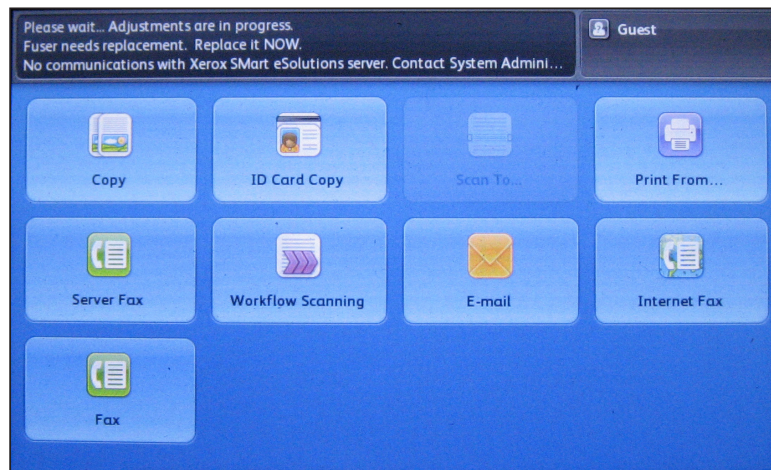 Please wait... Adjustments are in progress.
Fuser needs replacement. Replace it NOW.
No communications with Xerox SMart eSolutions server. Contact System Admini...
Guest
Copy
ID Card Copy
Scan To...
Print From...
Server Fax
Workflow Scanning
E-mail
Internet Fax
Fax